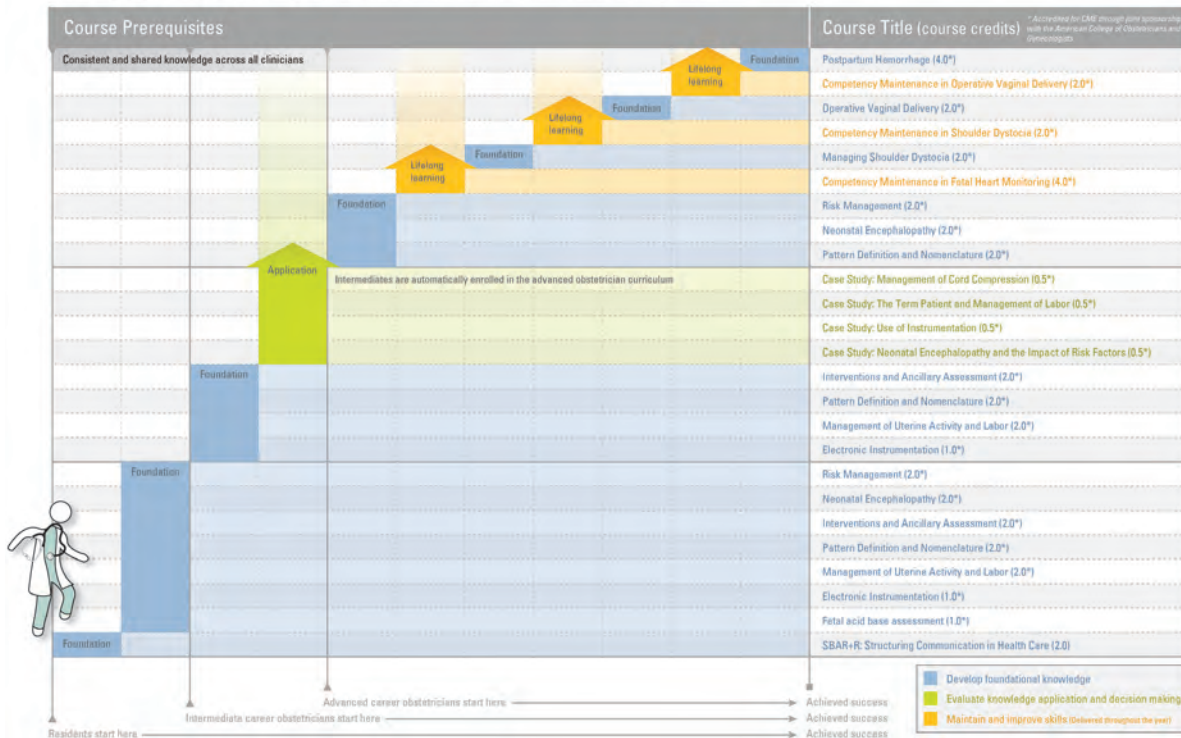 Course Prerequisites
Course Title (course credits)
* Accredited for CME through joint sponsorship
with the American College of Obstetricians and
Gynecologists
Consistent and shared knowledge across all clinicians
Lifelong
learning
Foundation
Postpartum Hemorrhage (4.0*)
Competency Maintenance in Operative Vaginal Delivery (2.0*)
Lifelong
learning
Foundation
Operative Vaginal Delivery (2.0*)
Competency Maintenance in Shoulder Dystocia (2.0*)
Lifelong
learning
Foundation
Managing Shoulder Dystocia (2.0*)
Competency Maintenance in Fetal Heart Monitoring (4.0*)
Foundation
Risk Management (2.0*)
Neonatal Encephalopathy (2.0*)
Pattern Definition and Nomenclature (2.0*)
Application
Intermediates are automatically enrolled in the advanced obstetrician curriculum
Case Study: Management of Cord Compression (0.5*)
Case Study: The Term Patient and Management of Labor (0.5*)
Case Study: Use of Instrumentation (0.5*)
Case Study: Neonatal Encephalopathy and the Impact of Risk Factors (0.5*)
Foundation
Interventions and Ancillary Assessment (2.0*)
Pattern Definition and Nomenclature (2.0*)
Management of Uterine Activity and Labor (2.0*)
Electronic Instrumentation (1.0*)
Foundation
Risk Management (2.0*)
Neonatal Encephalopathy (2.0*)
Interventions and Ancillary Assessment (2.0*)
Pattern Definition and Nomenclature (2.0*)
Management of Uterine Activity and Labor (2.0*)
Electronic Instrumentation (1.0*)
Fetal acid base assessment (1.0*)
Foundation
SBAR+R: Structuring Communication in Health Care (2.0)
Advanced career obstetricians start here
Achieved success
Intermediate career obstetricians start here
Achieved success
Residents start here
Achieved success
Develop foundational knowledge
Evaluate knowledge application and decision making
Maintain and improve skills (Delivered throughout the year)